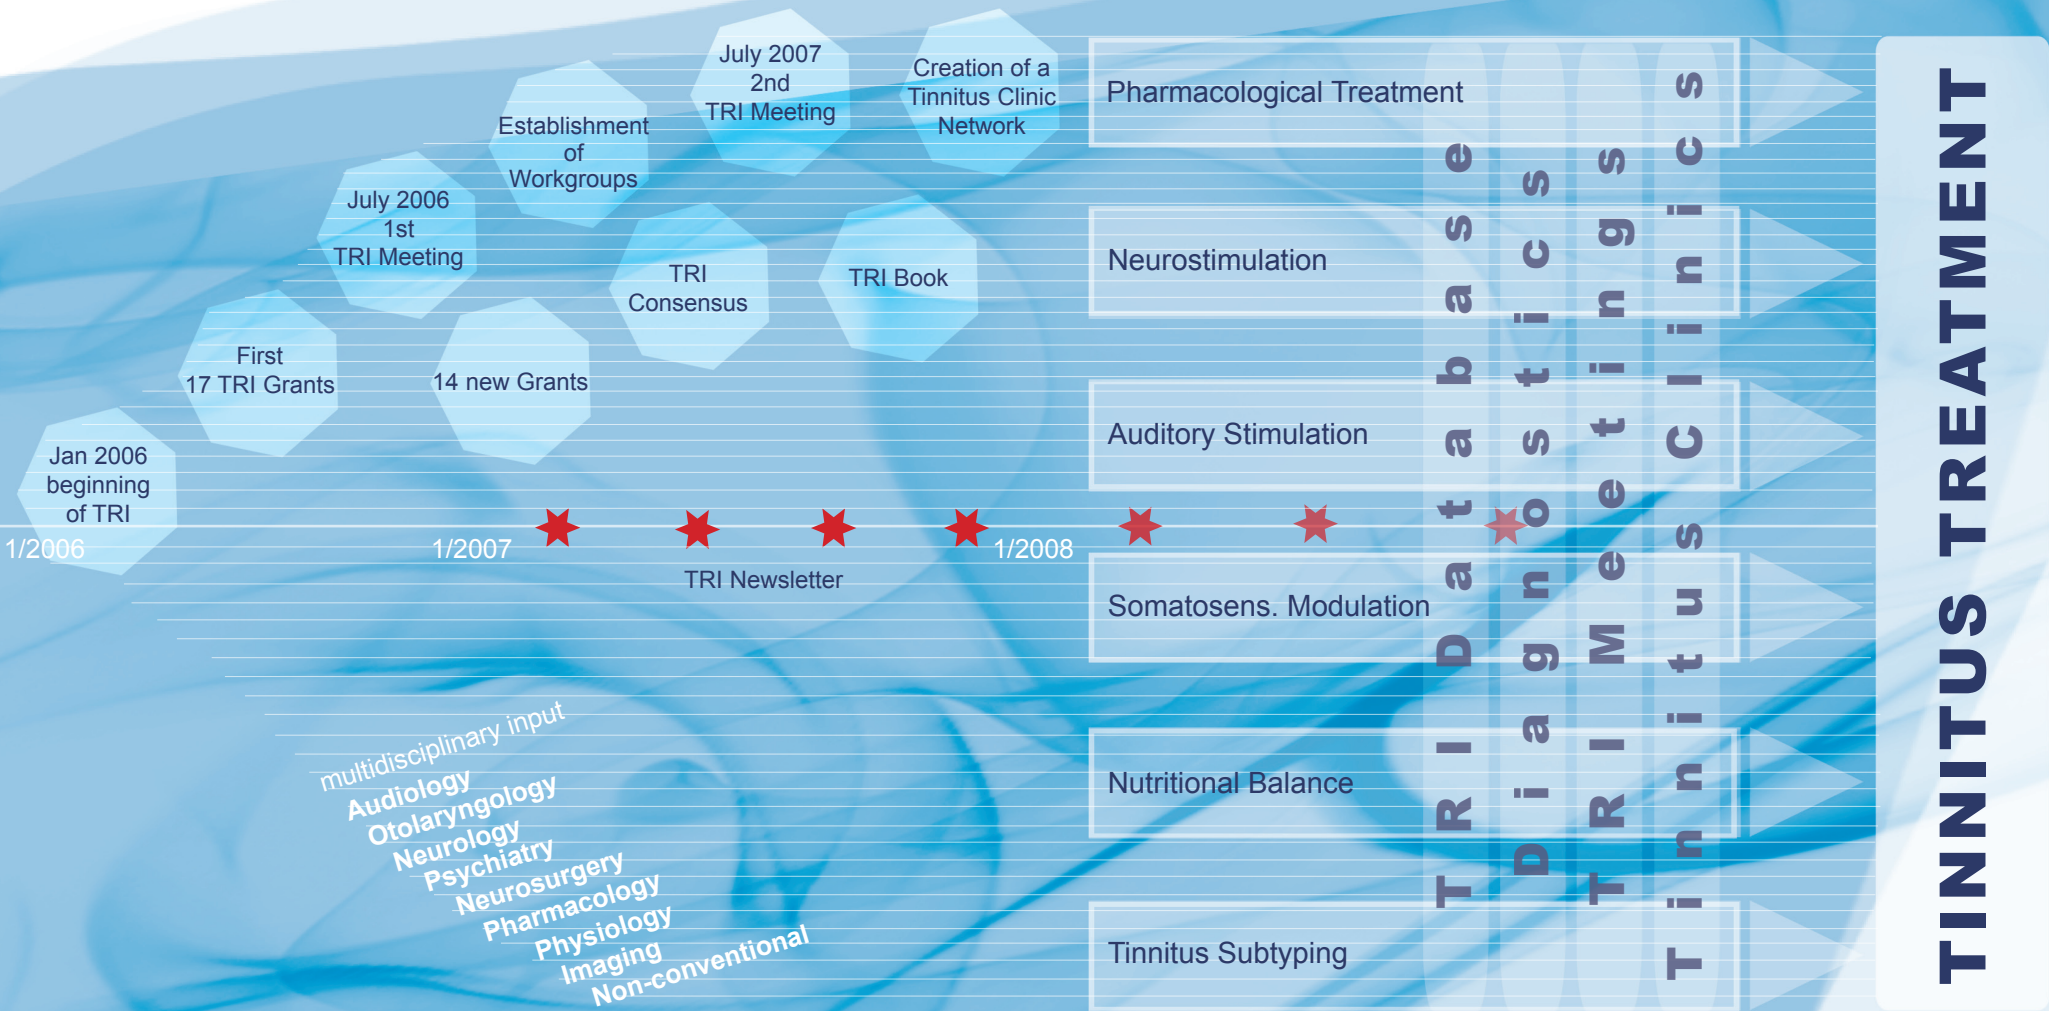 Jan 2006
beginning
of TRI
First
17 TRI Grants
July 2006
1st
TRI Meeting
14 new Grants
Establishment
of
Workgroups
TRI
Consensus
July 2007
2nd
TRI Meeting
TRI Book
Creation of a
Tinnitus Clinic
Network
1/2006
1/2007
1/2008
TRI Newsletter
multidisciplinary input
Audiology
Otolaryngology
Neurology
Psychiatry
Neurosurgery
Pharmacology
Physiology
Imaging
Non-conventional
Pharmacological Treatment
Neurostimulation
Auditory Stimulation
Somatosens. Modulation
Nutritional Balance
Tinnitus Subtyping
TRI Database
Diagnostics
TRI Meetings
Tinnitus Clinics
TINNITUS TREATMENT